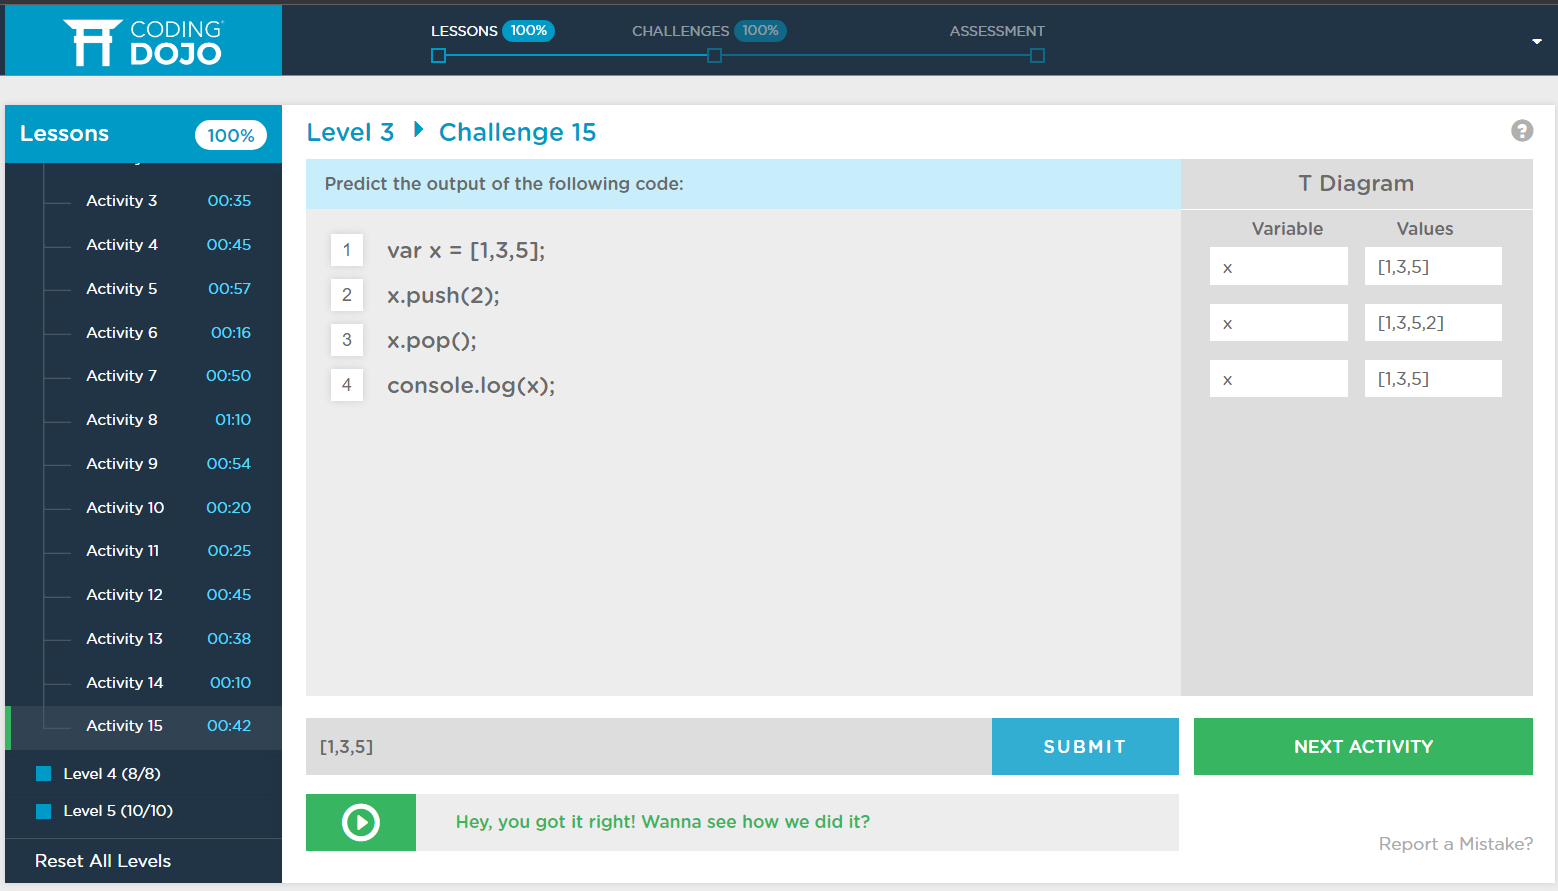 CODING
DOJO
LESSONS 100%
CHALLENGES 100%
ASSESSMENT
Lessons 100%
Activity 3 00:35
Activity 4 00:45
Activity 5 00:57
Activity 6 00:16
Activity 7 00:50
Activity 8 01:10
Activity 9 00:54
Activity 10 00:20
Activity 11 00:25
Activity 12 00:45
Activity 13 00:38
Activity 14 00:10
Activity 15 00:42
Level 4 (8/8)
Level 5 (10/10)
Reset All Levels
Level 3 Challenge 15
?
Predict the output of the following code:
1 var x = [1,3,5];
2 x.push(2);
3 x.pop();
4 console.log(x);
T Diagram
Variable Values
x [1,3,5]
x [1,3,5,2]
x [1,3,5]
[1,3,5]
SUBMIT
NEXT ACTIVITY
Hey, you got it right! Wanna see how we did it?
Report a Mistake?